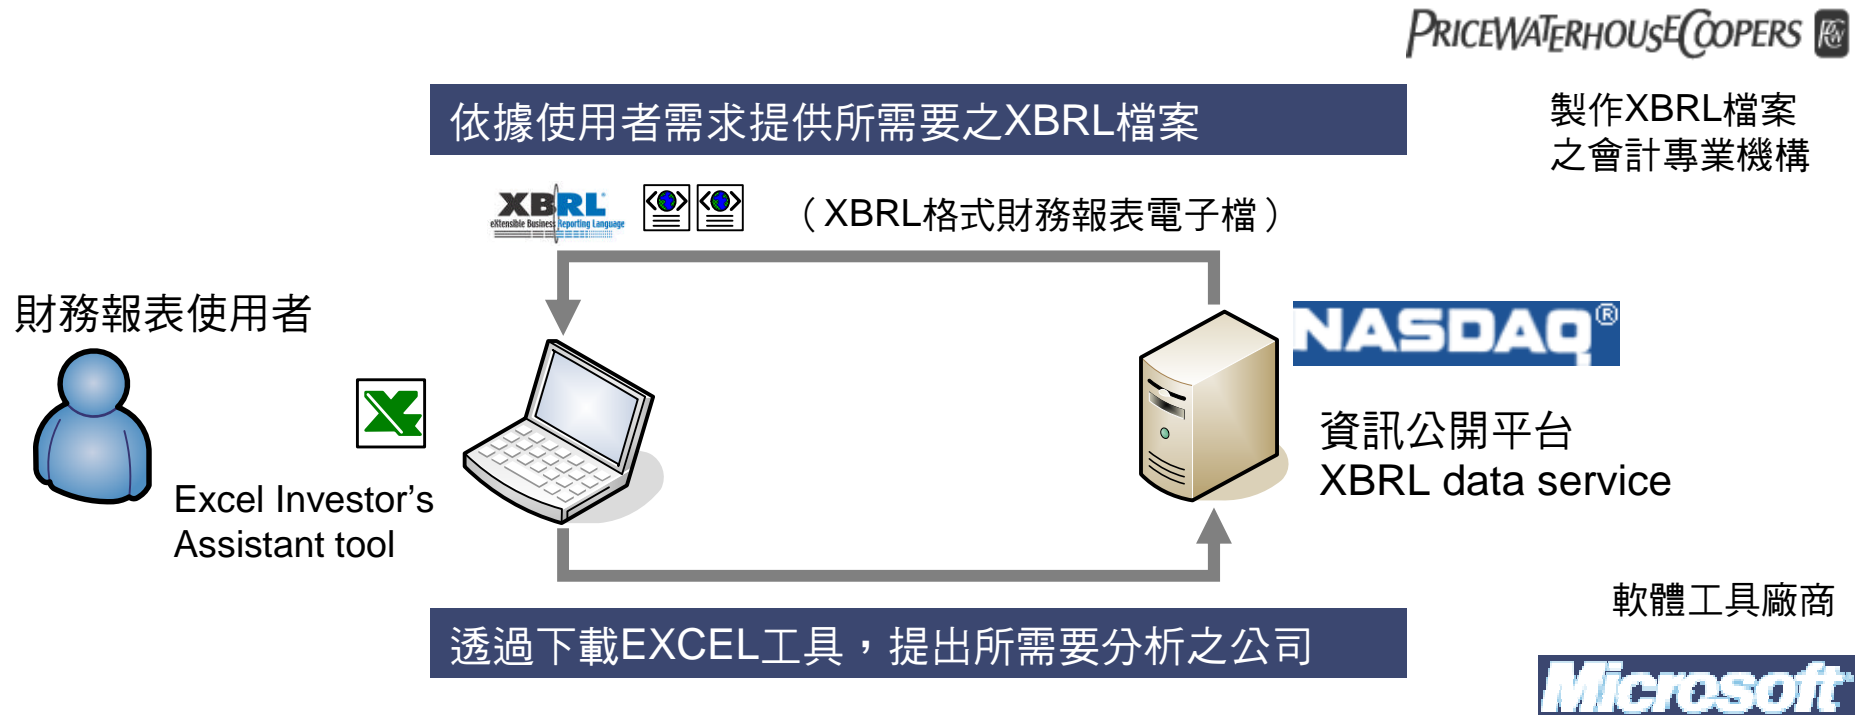 PRICEWATERHOUSECOOPERS PwC
依據使用者需求提供所需要之XBRL檔案
製作XBRL檔案
之會計專業機構
XBRL
eXtensible Business Reporting Language
（XBRL格式財務報表電子檔）
財務報表使用者
NASDAQ®
資訊公開平台
XBRL data service
Excel Investor’s
Assistant tool
軟體工具廠商
透過下載EXCEL工具，提出所需要分析之公司
Microsoft